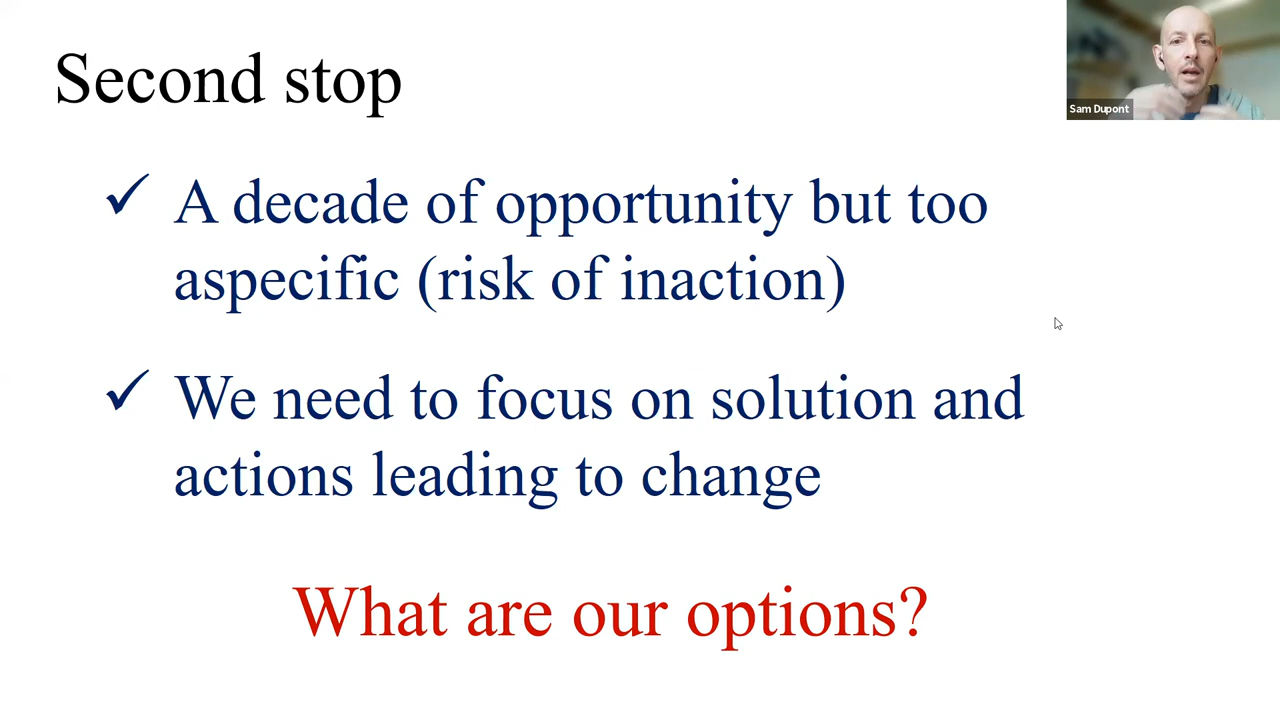 Second stop
Sam Dupont
✓ A decade of opportunity but too
aspecific (risk of inaction)
✓ We need to focus on solution and
actions leading to change
What are our options?